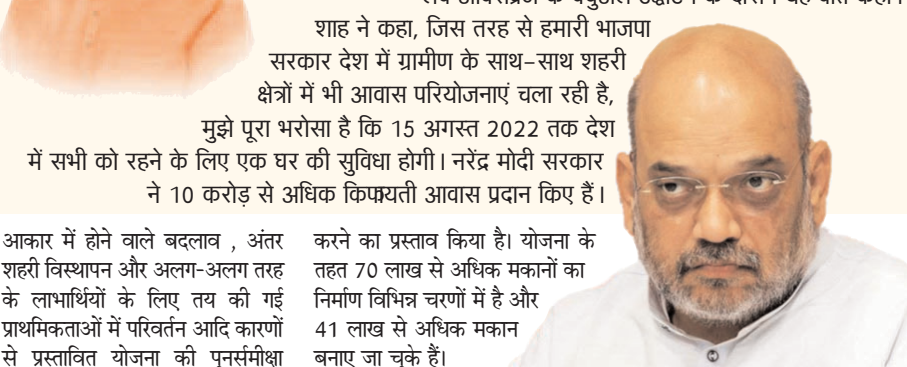 शाह ने कहा, जिस तरह से हमारी भाजपा
सरकार देश में ग्रामीण के साथ-साथ शहरी
क्षेत्रों में भी आवास परियोजनाएं चला रही है,
मुझे पूरा भरोसा है कि 15 अगस्त 2022 तक देश
में सभी को रहने के लिए एक घर की सुविधा होगी। नरेंद्र मोदी सरकार
ने 10 करोड़ से अधिक किफायती आवास प्रदान किए हैं।
आकार में होने वाले बदलाव , अंतर
शहरी विस्थापन और अलग-अलग तरह
के लाभार्थियों के लिए तय की गई
प्राथमिकताओं में परिवर्तन आदि कारणों
से प्रस्तावित योजना की पुनर्समीक्षा
करने का प्रस्ताव किया है। योजना के
तहत 70 लाख से अधिक मकानों का
निर्माण विभिन्न चरणों में है और
41 लाख से अधिक मकान
बनाए जा चुके हैं।